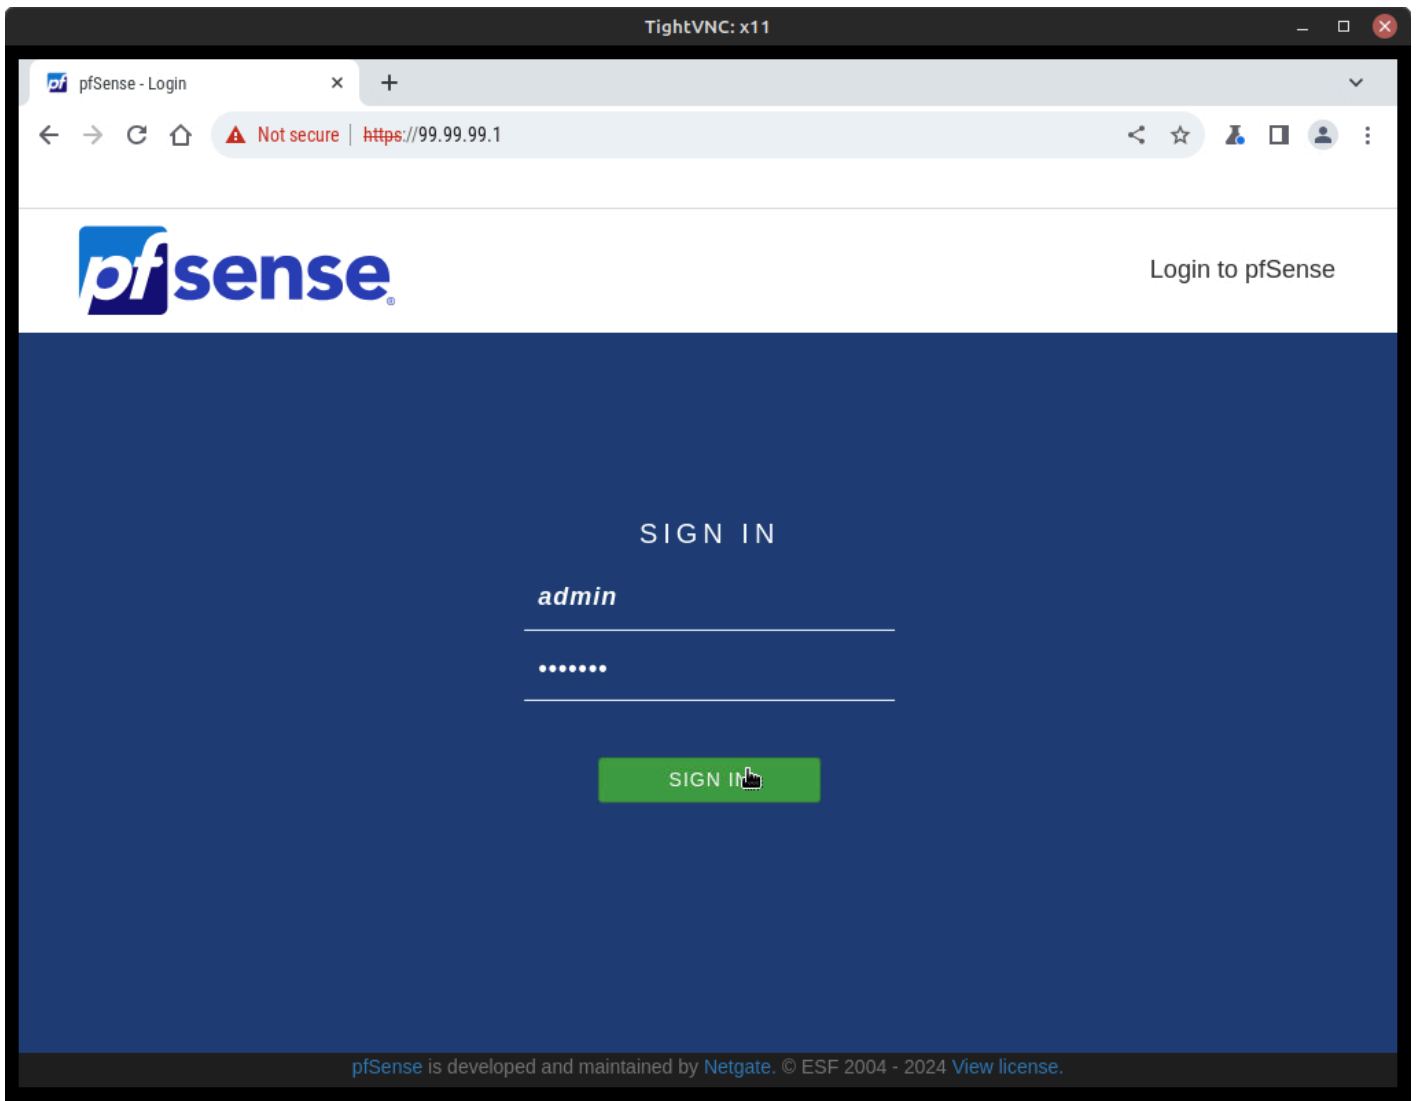 TightVNC: x11
pfSense - Login
Not secure https://99.99.99.1
pfsense®
Login to pfSense
SIGN IN
admin
•••••••
SIGN IN
pfSense is developed and maintained by Netgate. © ESF 2004 - 2024 View license.